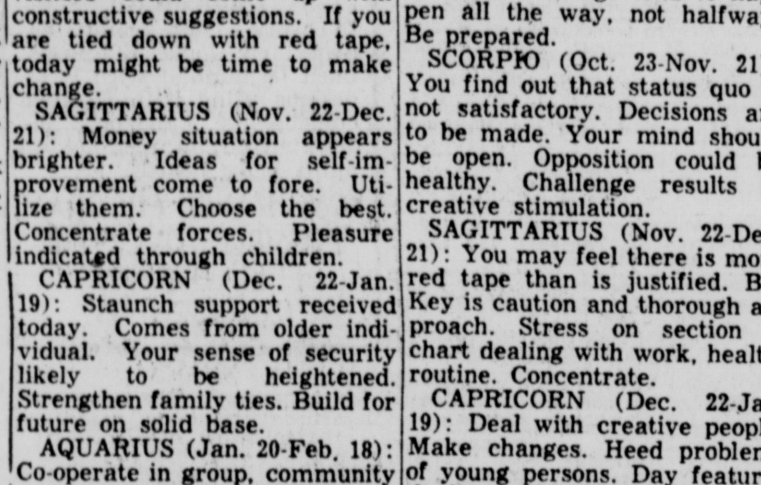 constructive suggestions. If you
are tied down with red tape,
today might be time to make
change.
SAGITTARIUS (Nov. 22-Dec.
21): Money situation appears
brighter. Ideas for self-im-
provement come to fore. Uti-
lize them. Choose the best.
Concentrate forces. Pleasure
indicated through children.
CAPRICORN (Dec. 22-Jan.
19): Staunch support received
today. Comes from older indi-
vidual. Your sense of security
likely to be heightened.
Strengthen family ties. Build for
future on solid base.
AQUARIUS (Jan. 20-Feb. 18):
Co-operate in group, community
pen all the way, not halfwa
Be prepared.
SCORPIO (Oct. 23-Nov. 21
You find out that status quo
not satisfactory. Decisions a
to be made. Your mind shou
be open. Opposition could
healthy. Challenge results
creative stimulation.
SAGITTARIUS (Nov. 22-De
21): You may feel there is mo
red tape than is justified. B
Key is caution and thorough a
proach. Stress on section
chart dealing with work, healt
routine. Concentrate.
CAPRICORN (Dec. 22-Ja
19): Deal with creative peopl
Make changes. Heed problem
of young persons. Day featur